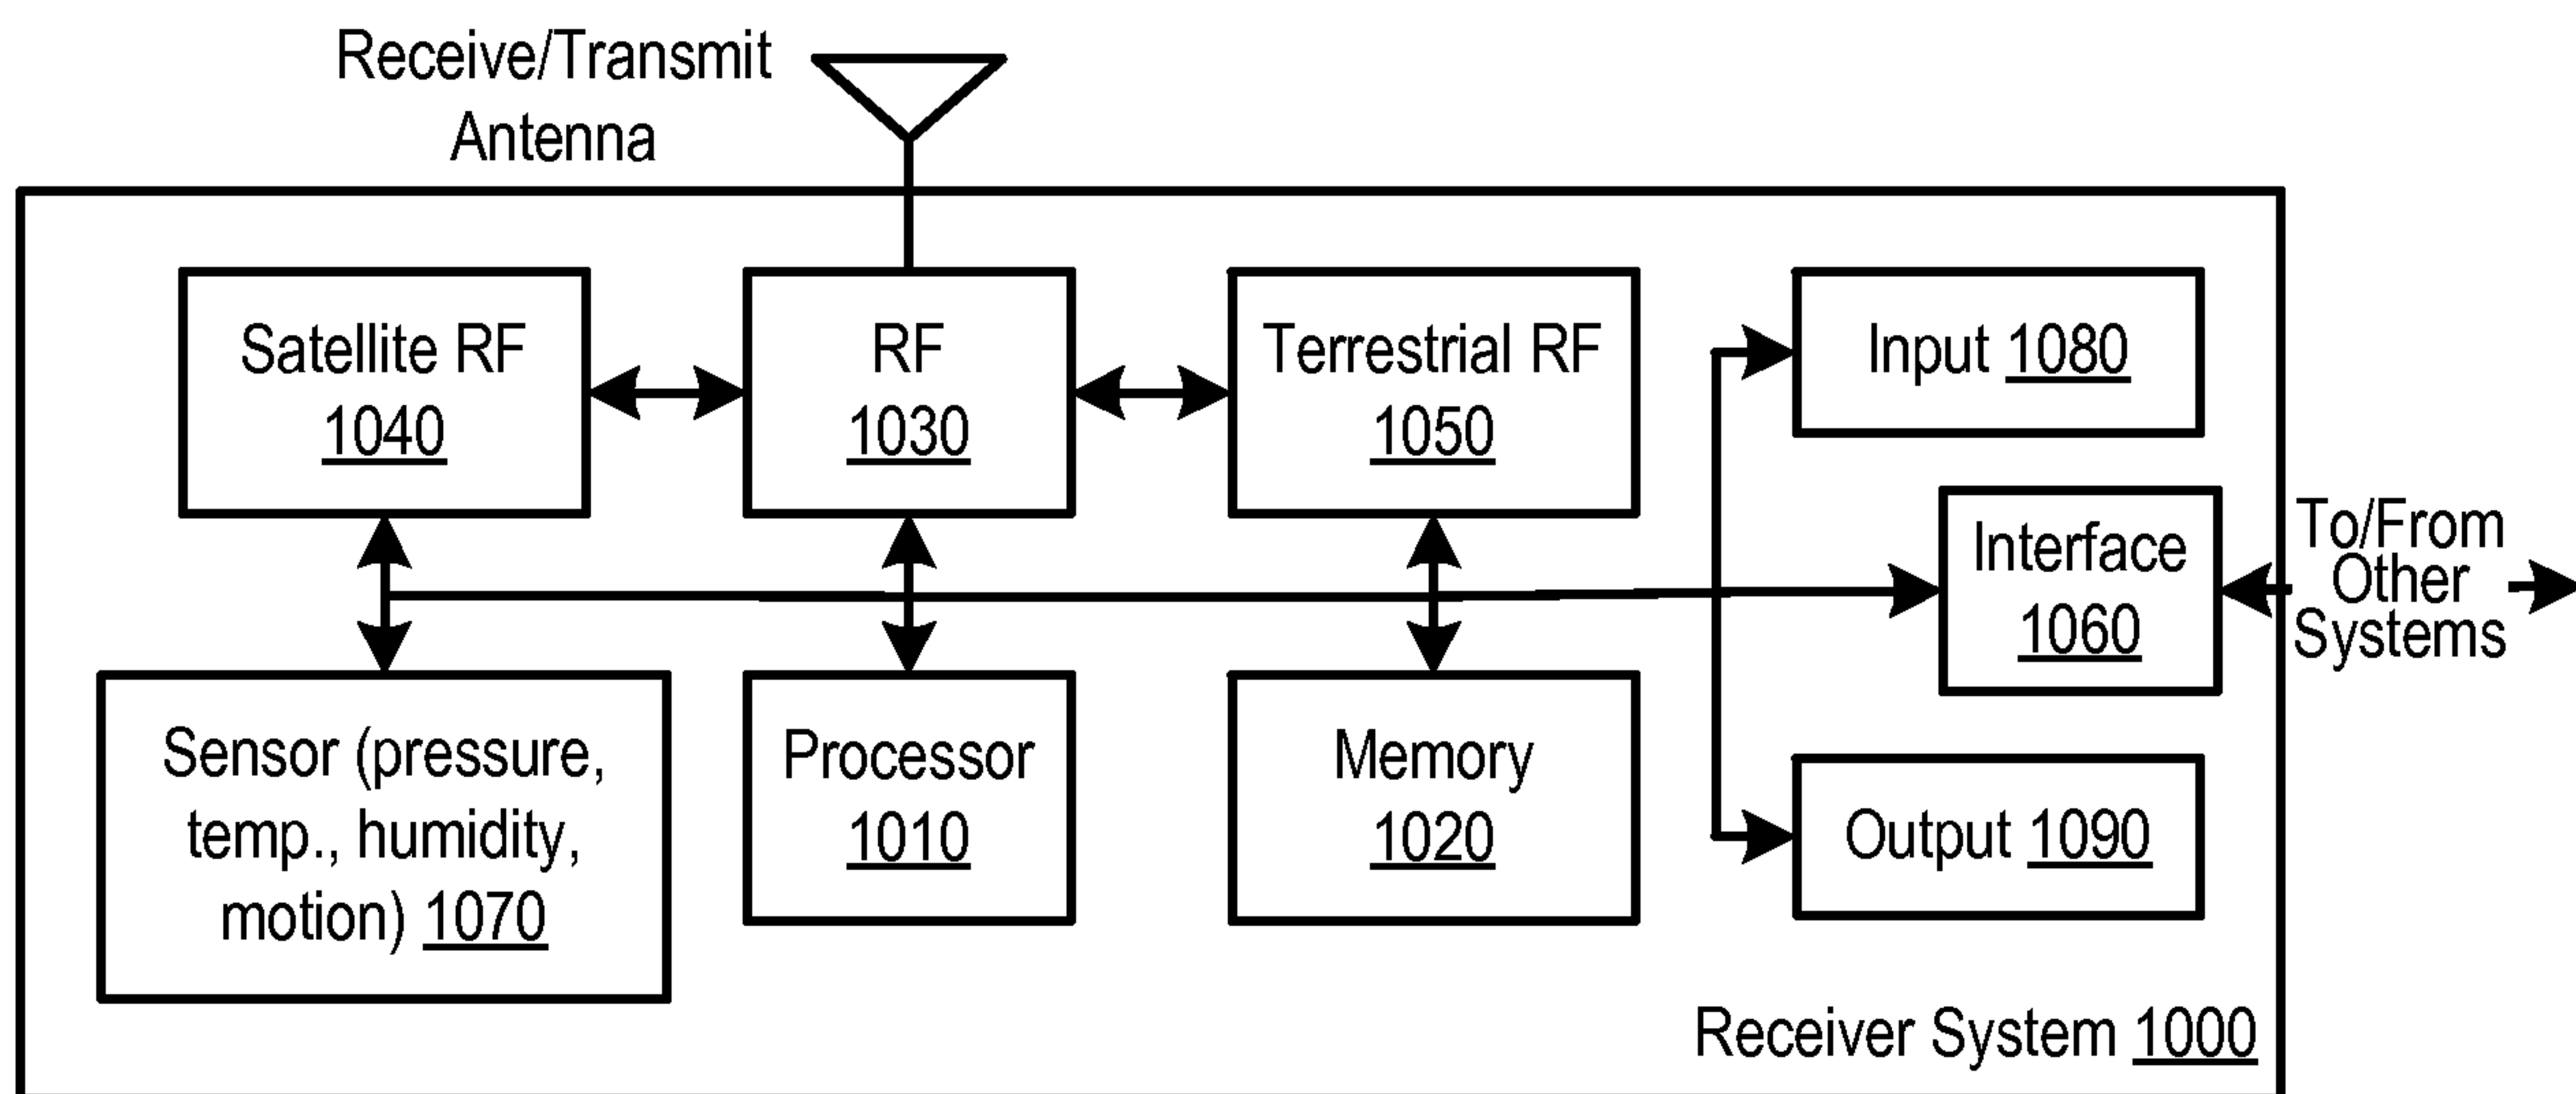 Receive/Transmit
Antenna
Satellite RF
1040
RF
1030
Terrestrial RF
1050
Input 1080
Interface
1060
To/From
Other
Systems
Sensor (pressure,
temp., humidity,
motion) 1070
Processor
1010
Memory
1020
Output 1090
Receiver System 1000